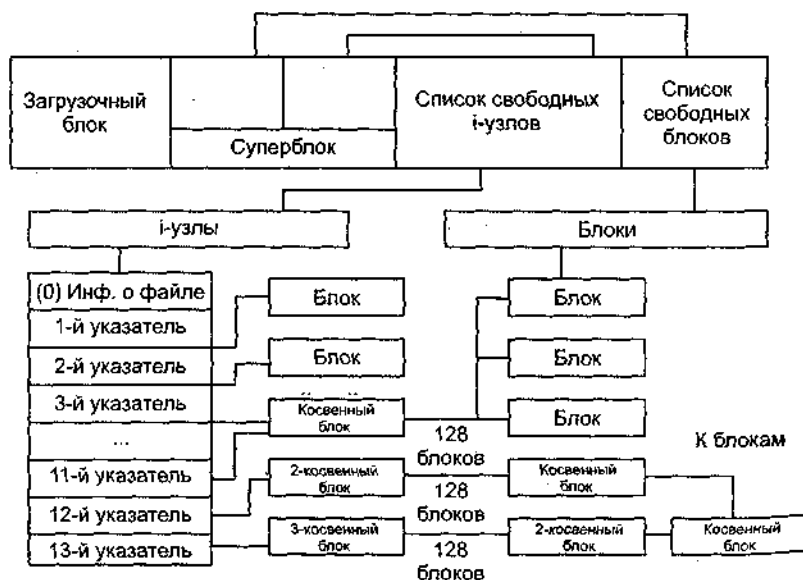 Загрузочный
блок
Суперблок
Список свободных
i-узлов
Список
свободных
блоков
i-узлы
Блоки
(0) Инф. о файле
1-й указатель
2-й указатель
3-й указатель
...
11-й указатель
12-й указатель
13-й указатель
Блок
Блок
Косвенный
блок
2-косвенный
блок
3-косвенный
блок
128
блоков
128
блоков
128
блоков
Блок
Блок
Блок
Косвенный
блок
2-косвенный
блок
К блокам
Косвенный
блок